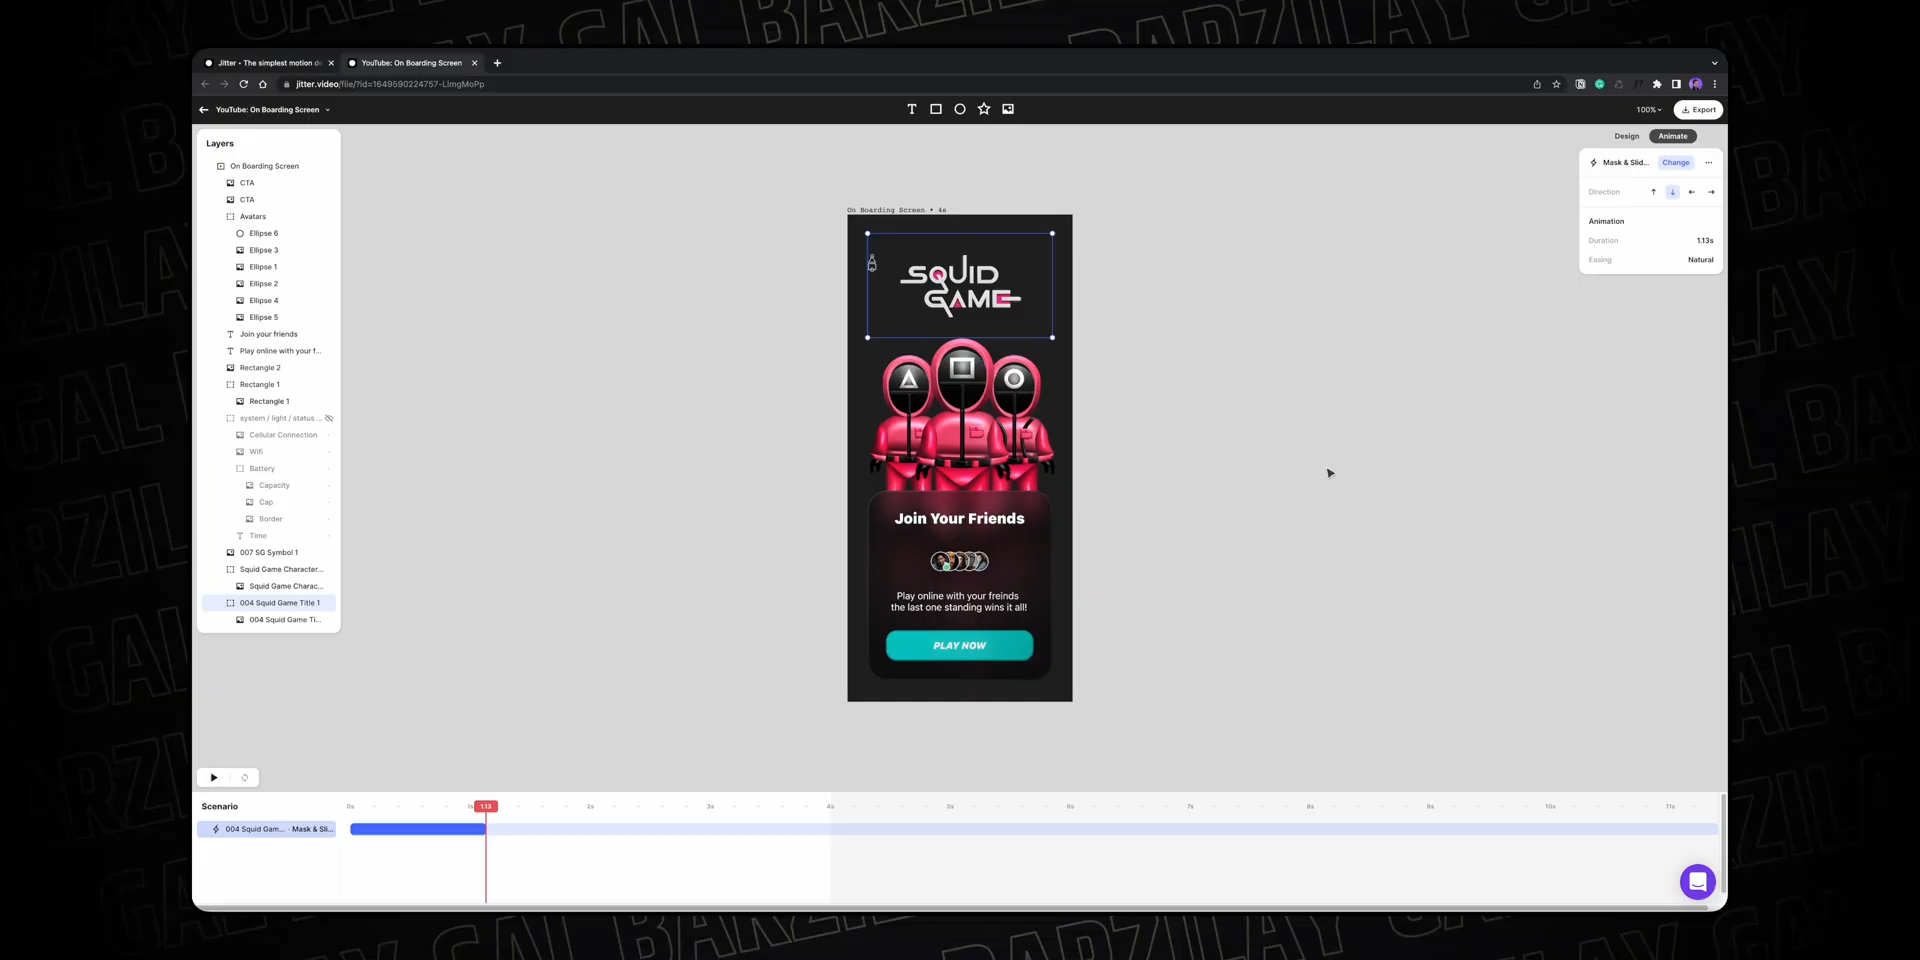 GAL BARZILAY
Jitter - The simplest motion de
YouTube: On Boarding Screen
jitter.video/file/?id=1649590224757-LlmgMoPp
YouTube: On Boarding Screen
100%
Export
Layers
On Boarding Screen
CTA
CTA
Avatars
Ellipse 6
Ellipse 3
Ellipse 1
Ellipse 2
Ellipse 4
Ellipse 5
Join your friends
Play online with your f...
Rectangle 2
Rectangle 1
Rectangle 1
system / light / status ...
Cellular Connection
Wifi
Battery
Capacity
Cap
Border
Time
007 SG Symbol 1
Squid Game Character...
Squid Game Charac...
004 Squid Game Title 1
004 Squid Game Ti...
On Boarding Screen • 4s
SQUID
GAME
Join Your Friends
Play online with your freinds
the last one standing wins it all!
PLAY NOW
Design Animate
Mask & Slid... Change ...
Direction
Animation
Duration 1.13s
Easing Natural
Scenario
0s 1s 1.13 2s 3s 4s 5s 6s 7s 8s 9s 10s 11s
004 Squid Gam... · Mask & Sli...